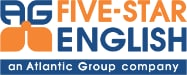 AG FIVE-STAR
ENGLISH
an Atlantic Group company